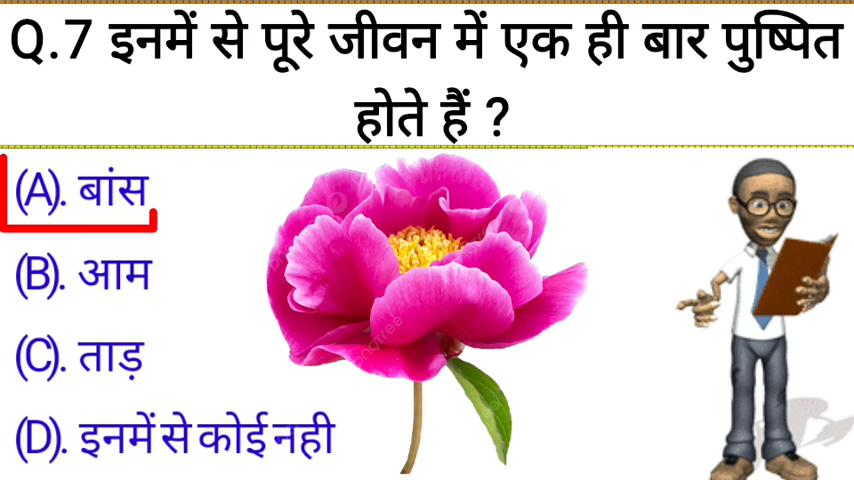 Q.7 इनमें से पूरे जीवन में एक ही बार पुष्पित
होते हैं ?
(A). बांस
(B). आम
(C). ताड़
(D). इनमें से कोई नही